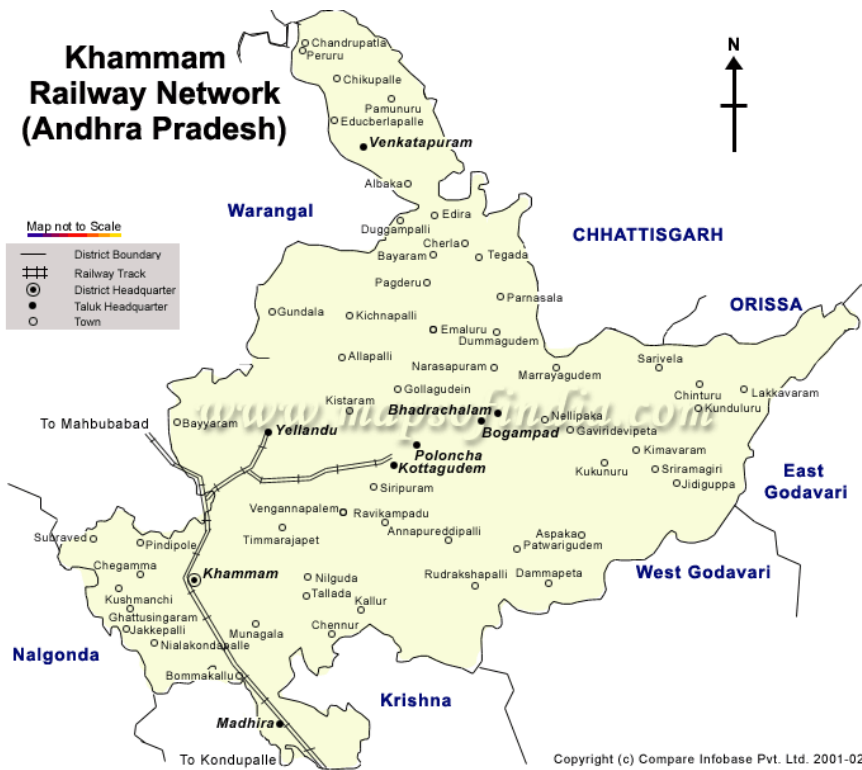 Khammam
Railway Network
(Andhra Pradesh)
N
Chandrupatla
Peruru
Chikupalle
Pamunuru
Educberlapalle
Venkatapuram
Albaka
Warangal
Edira
Duggampalli
CHHATTISGARH
Cherla
Bayaram
Tegada
Map not to Scale
District Boundary
Railway Track
District Headquarter
Taluk Headquarter
Town
Pagderu
Parnasala
ORISSA
Gundala
Kichnapalli
Emaluru
Dummagudem
Allapalli
Narasapuram
Marrayagudem
Sarivela
Gollagudein
Chinturu
Lakkavaram
Kistaram
www.mapsofindia.com
Bhadrachalam
Nellipaka
Kunduluru
To Mahbubabad
Bayyaram
Yellandu
Bogampad
Gaviridevipeta
Poloncha
Kimavaram
Kottagudem
Kukunuru
Sriramagiri
East
Godavari
Siripuram
Jidiguppa
Vengannapalem
Ravikampadu
Timmarajapet
Annapureddipalli
Aspaka
Subraved
Pindipole
Patwarigudem
Chegamma
Khammam
Nilguda
Rudrakshapalli
Dammapeta
West Godavari
Kushmanchi
Tallada
Kallur
Ghattusingaram
Jakkepalli
Munagala
Chennur
Nalgonda
Nialakondapalle
Bommakallu
Krishna
Madhira
To Kondupalle
Copyright (c) Compare Infobase Pvt. Ltd. 2001-02